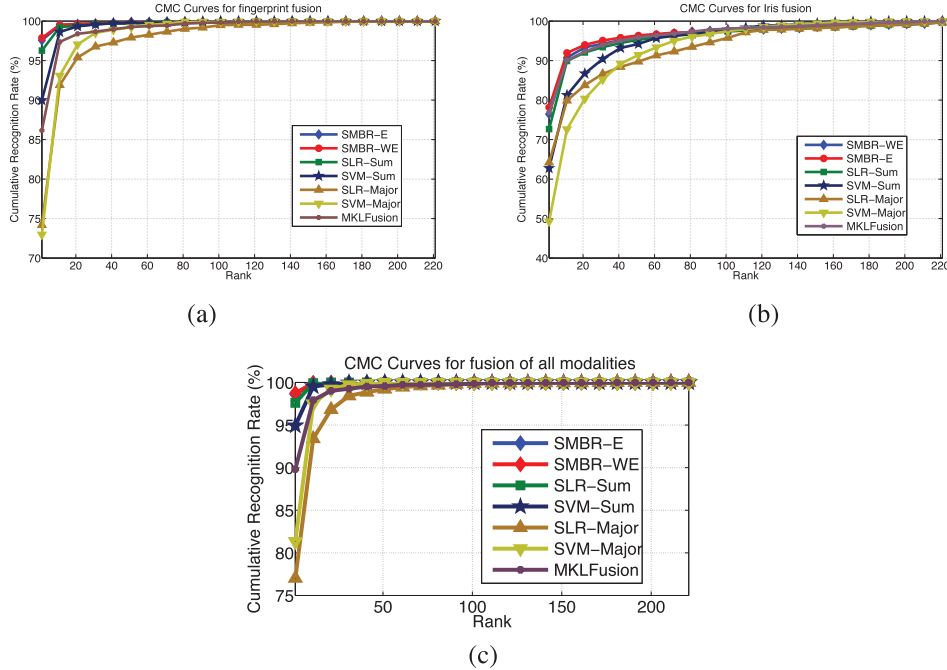 CMC Curves for fingerprint fusion
Cumulative Recognition Rate (%)
100
95
90
85
80
75
70
20 40 60 80 100 120 140 160 180 200 220
Rank
SMBR−E
SMBR−WE
SLR−Sum
SVM−Sum
SLR−Major
SVM−Major
MKLFusion
(a)
CMC Curves for Iris fusion
Cumulative Recognition Rate (%)
100
90
80
70
60
50
40
20 40 60 80 100 120 140 160 180 200 220
Rank
SMBR−WE
SMBR−E
SLR−Sum
SVM−Sum
SLR−Major
SVM−Major
MKLFusion
(b)
CMC Curves for fusion of all modalities
Cumulative Recognition Rate (%)
100
95
90
85
80
75
50 100 150 200
Rank
SMBR−E
SMBR−WE
SLR−Sum
SVM−Sum
SLR−Major
SVM−Major
MKLFusion
(c)